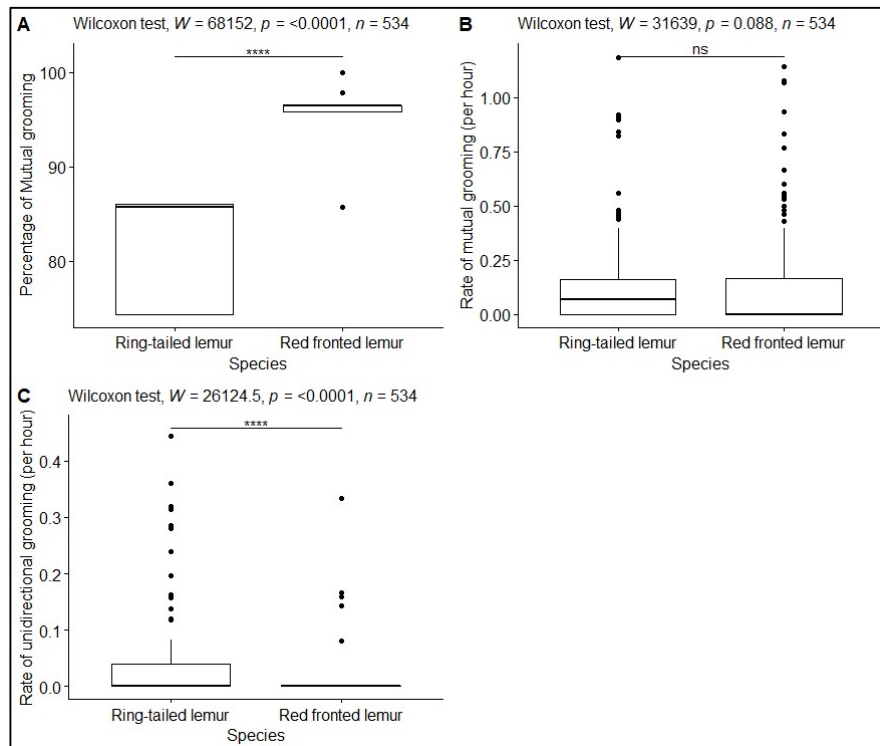 A Wilcoxon test, W = 68152, p = <0.0001, n = 534
Percentage of Mutual grooming
100
90
80
****
Ring-tailed lemur Red fronted lemur
Species
B Wilcoxon test, W = 31639, p = 0.088, n = 534
Rate of mutual grooming (per hour)
1.00
0.75
0.50
0.25
0.00
ns
Ring-tailed lemur Red fronted lemur
Species
C Wilcoxon test, W = 26124.5, p = <0.0001, n = 534
Rate of unidirectional grooming (per hour)
0.4
0.3
0.2
0.1
0.0
****
Ring-tailed lemur Red fronted lemur
Species